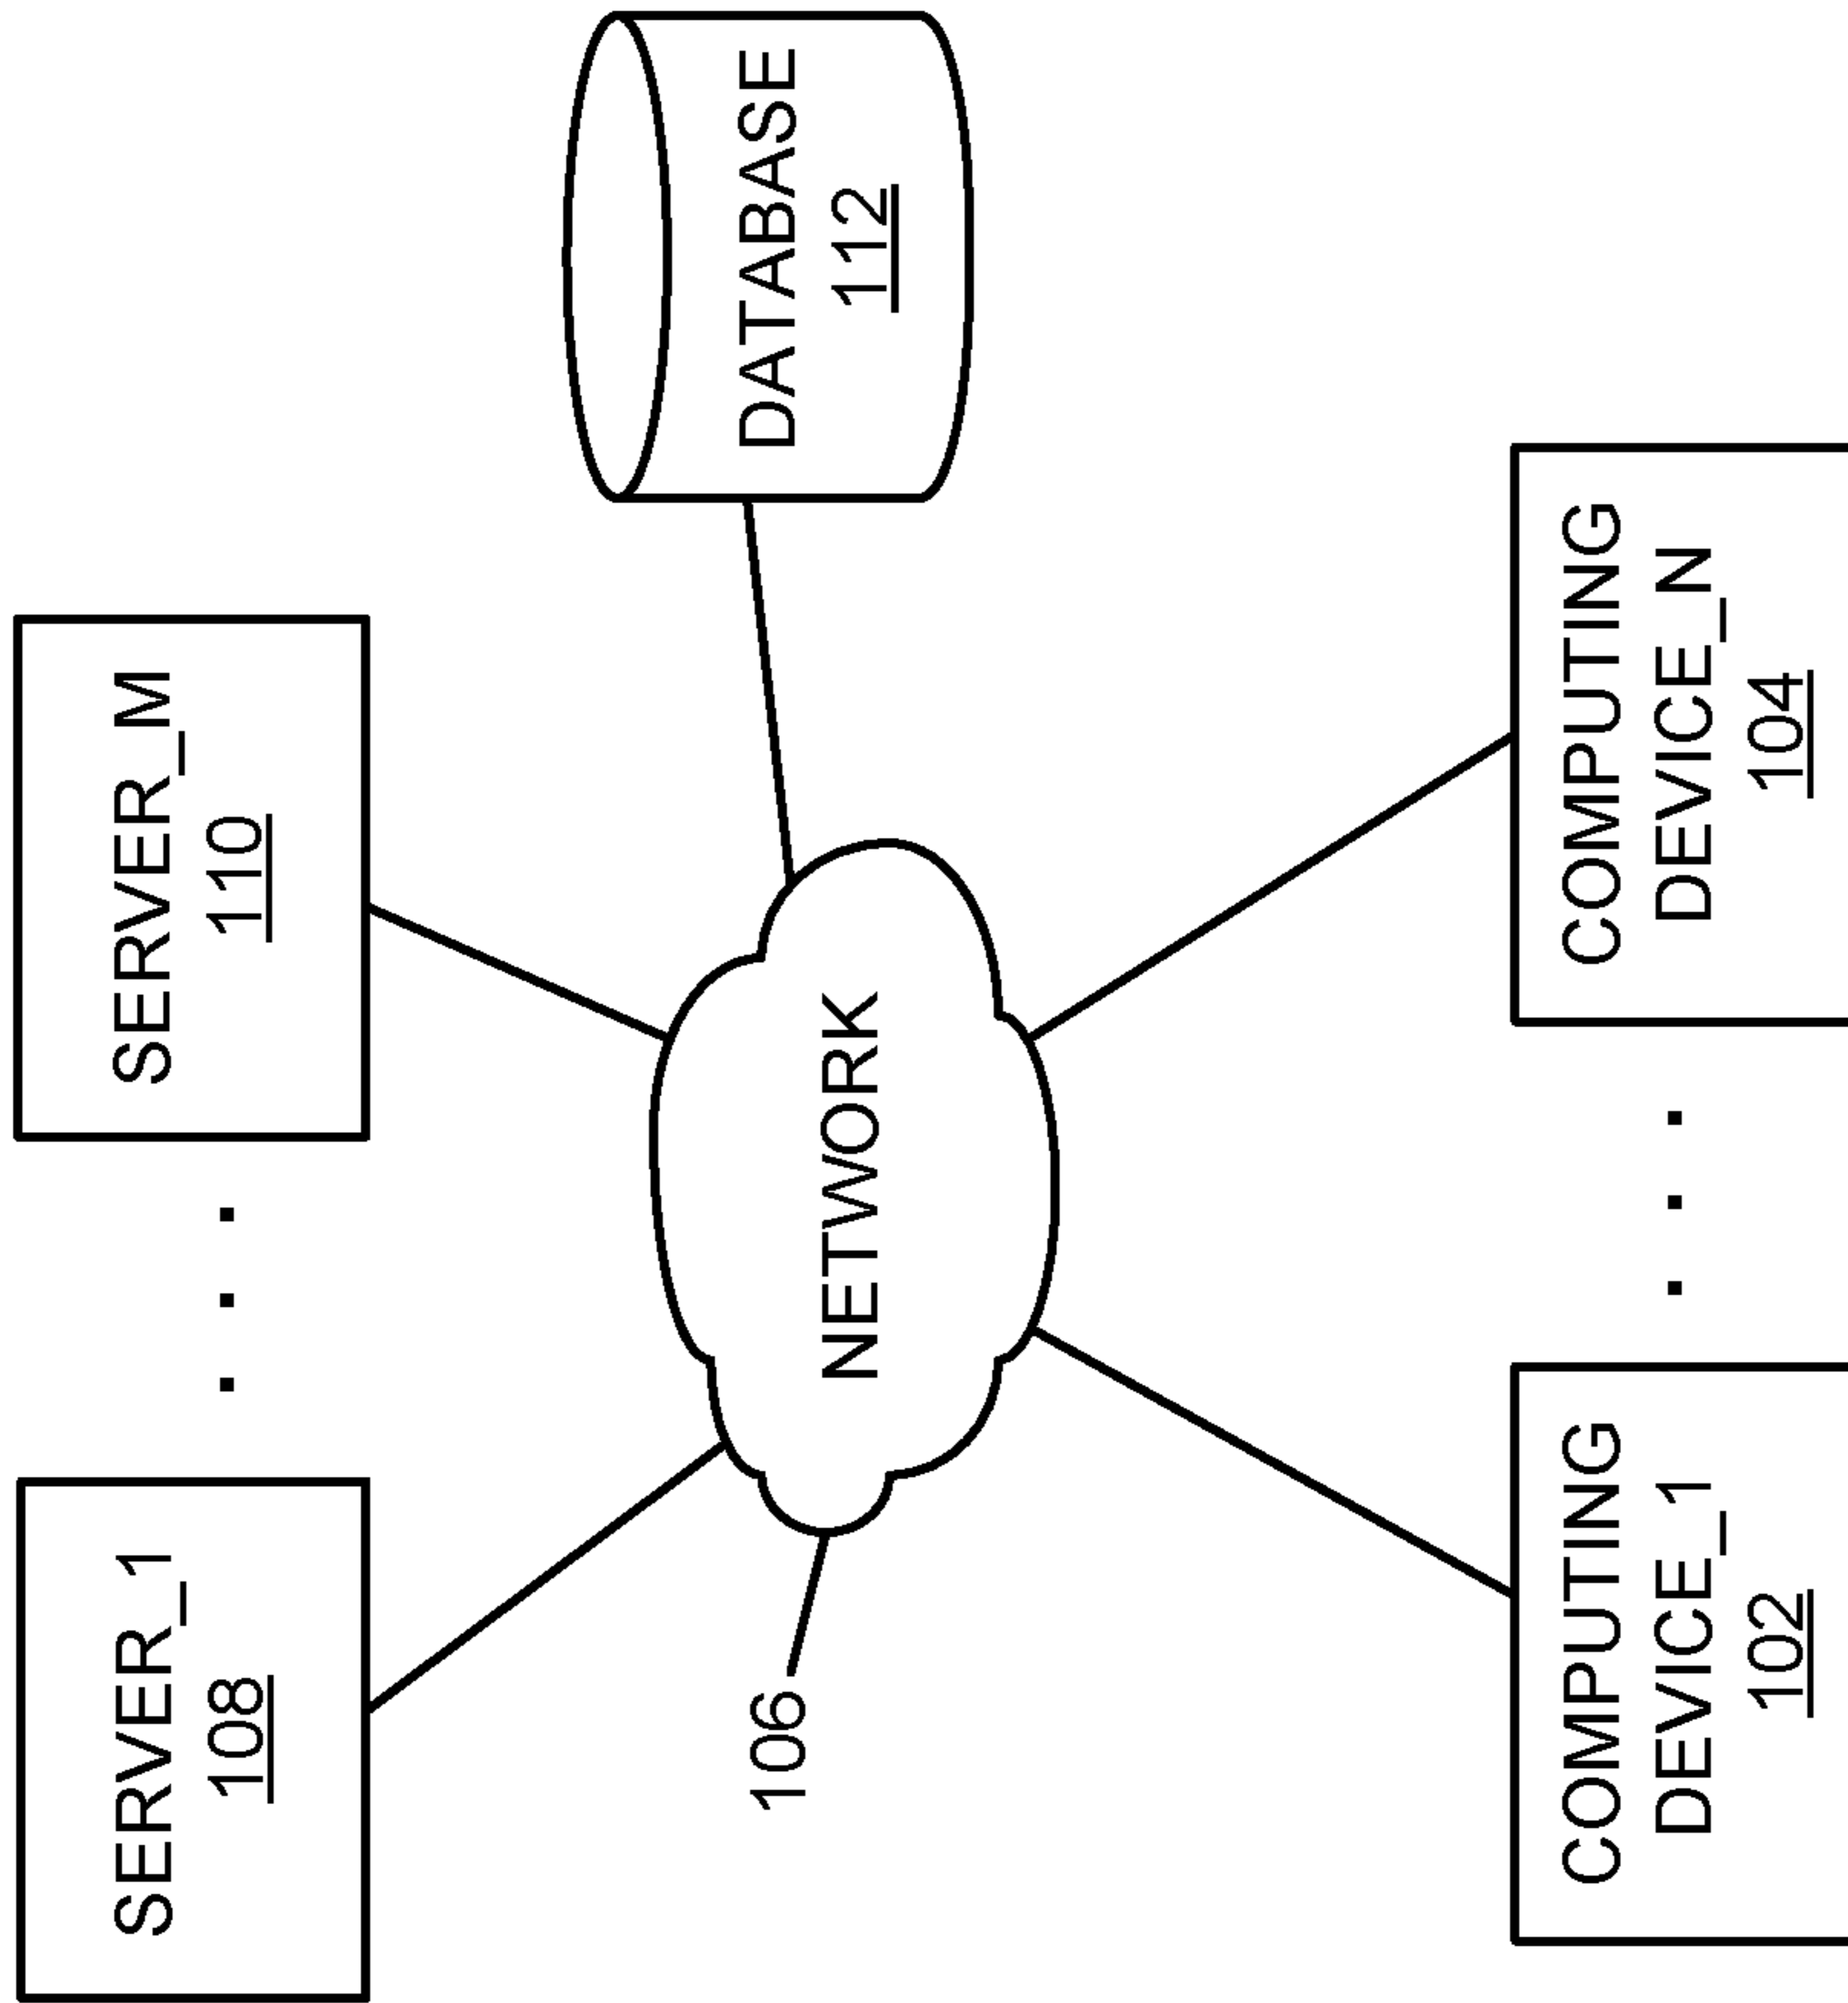 SERVER_1
108
SERVER_M
110
DATABASE
112
NETWORK
106
COMPUTING
DEVICE_1
102
COMPUTING
DEVICE_N
104